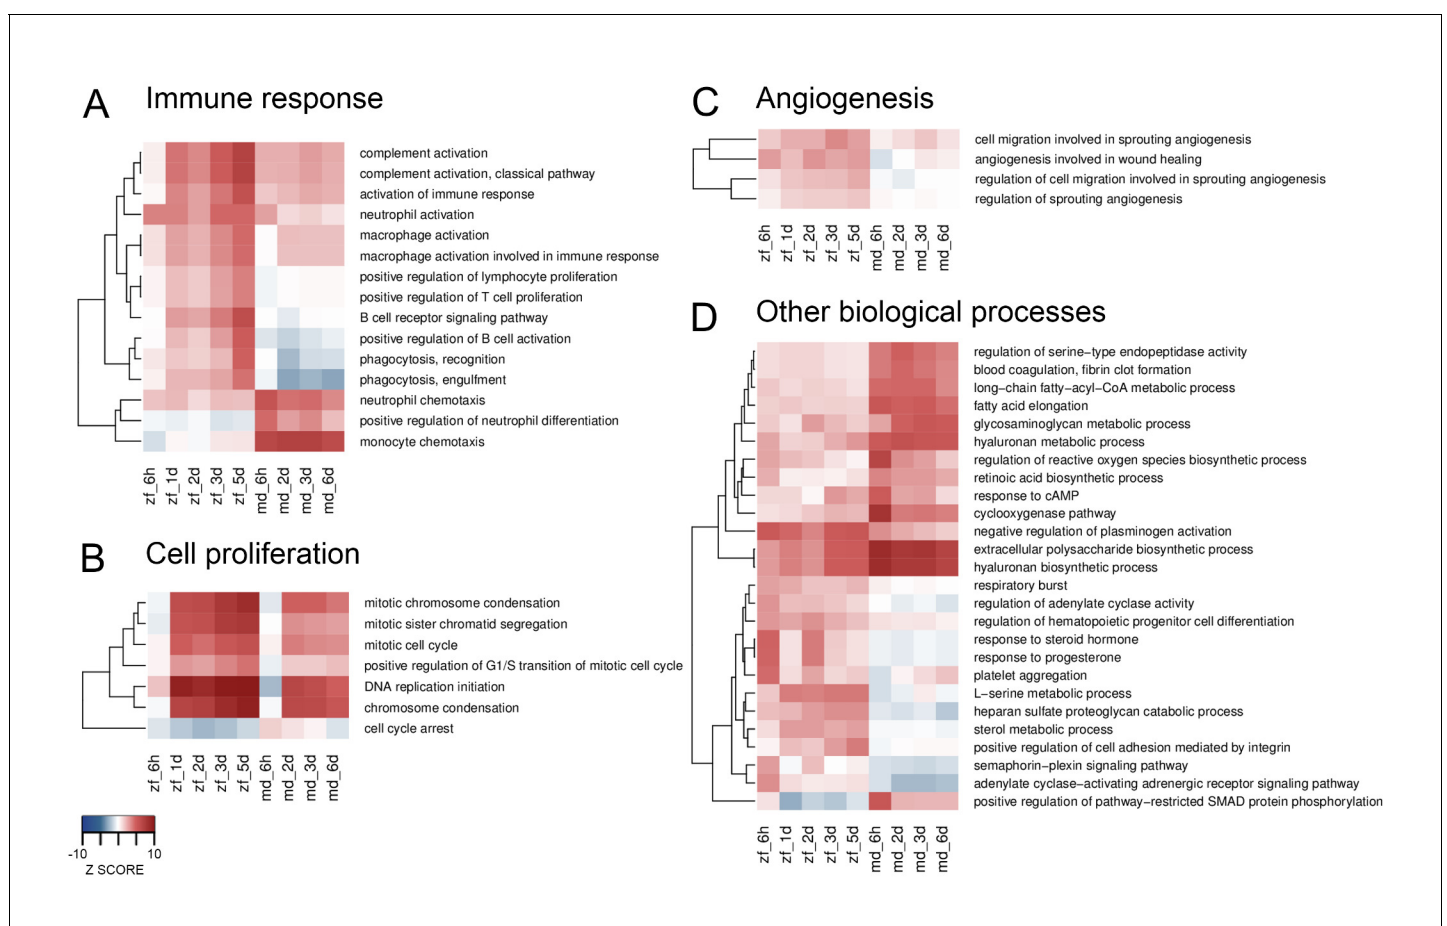 A Immune response
complement activation
complement activation, classical pathway
activation of immune response
neutrophil activation
macrophage activation
macrophage activation involved in immune response
positive regulation of lymphocyte proliferation
positive regulation of T cell proliferation
B cell receptor signaling pathway
positive regulation of B cell activation
phagocytosis, recognition
phagocytosis, engulfment
neutrophil chemotaxis
positive regulation of neutrophil differentiation
monocyte chemotaxis
zf_6h zf_1d zf_2d zf_3d zf_5d md_6h md_2d md_3d md_6d
B Cell proliferation
mitotic chromosome condensation
mitotic sister chromatid segregation
mitotic cell cycle
positive regulation of G1/S transition of mitotic cell cycle
DNA replication initiation
chromosome condensation
cell cycle arrest
zf_6h zf_1d zf_2d zf_3d zf_5d md_6h md_2d md_3d md_6d
-10 10
Z SCORE
C Angiogenesis
cell migration involved in sprouting angiogenesis
angiogenesis involved in wound healing
regulation of cell migration involved in sprouting angiogenesis
regulation of sprouting angiogenesis
zf_6h zf_1d zf_2d zf_3d zf_5d md_6h md_2d md_3d md_6d
D Other biological processes
regulation of serine−type endopeptidase activity
blood coagulation, fibrin clot formation
long−chain fatty−acyl−CoA metabolic process
fatty acid elongation
glycosaminoglycan metabolic process
hyaluronan metabolic process
regulation of reactive oxygen species biosynthetic process
retinoic acid biosynthetic process
response to cAMP
cyclooxygenase pathway
negative regulation of plasminogen activation
extracellular polysaccharide biosynthetic process
hyaluronan biosynthetic process
respiratory burst
regulation of adenylate cyclase activity
regulation of hematopoietic progenitor cell differentiation
response to steroid hormone
response to progesterone
platelet aggregation
L−serine metabolic process
heparan sulfate proteoglycan catabolic process
sterol metabolic process
positive regulation of cell adhesion mediated by integrin
semaphorin−plexin signaling pathway
adenylate cyclase−activating adrenergic receptor signaling pathway
positive regulation of pathway−restricted SMAD protein phosphorylation
zf_6h zf_1d zf_2d zf_3d zf_5d md_6h md_2d md_3d md_6d